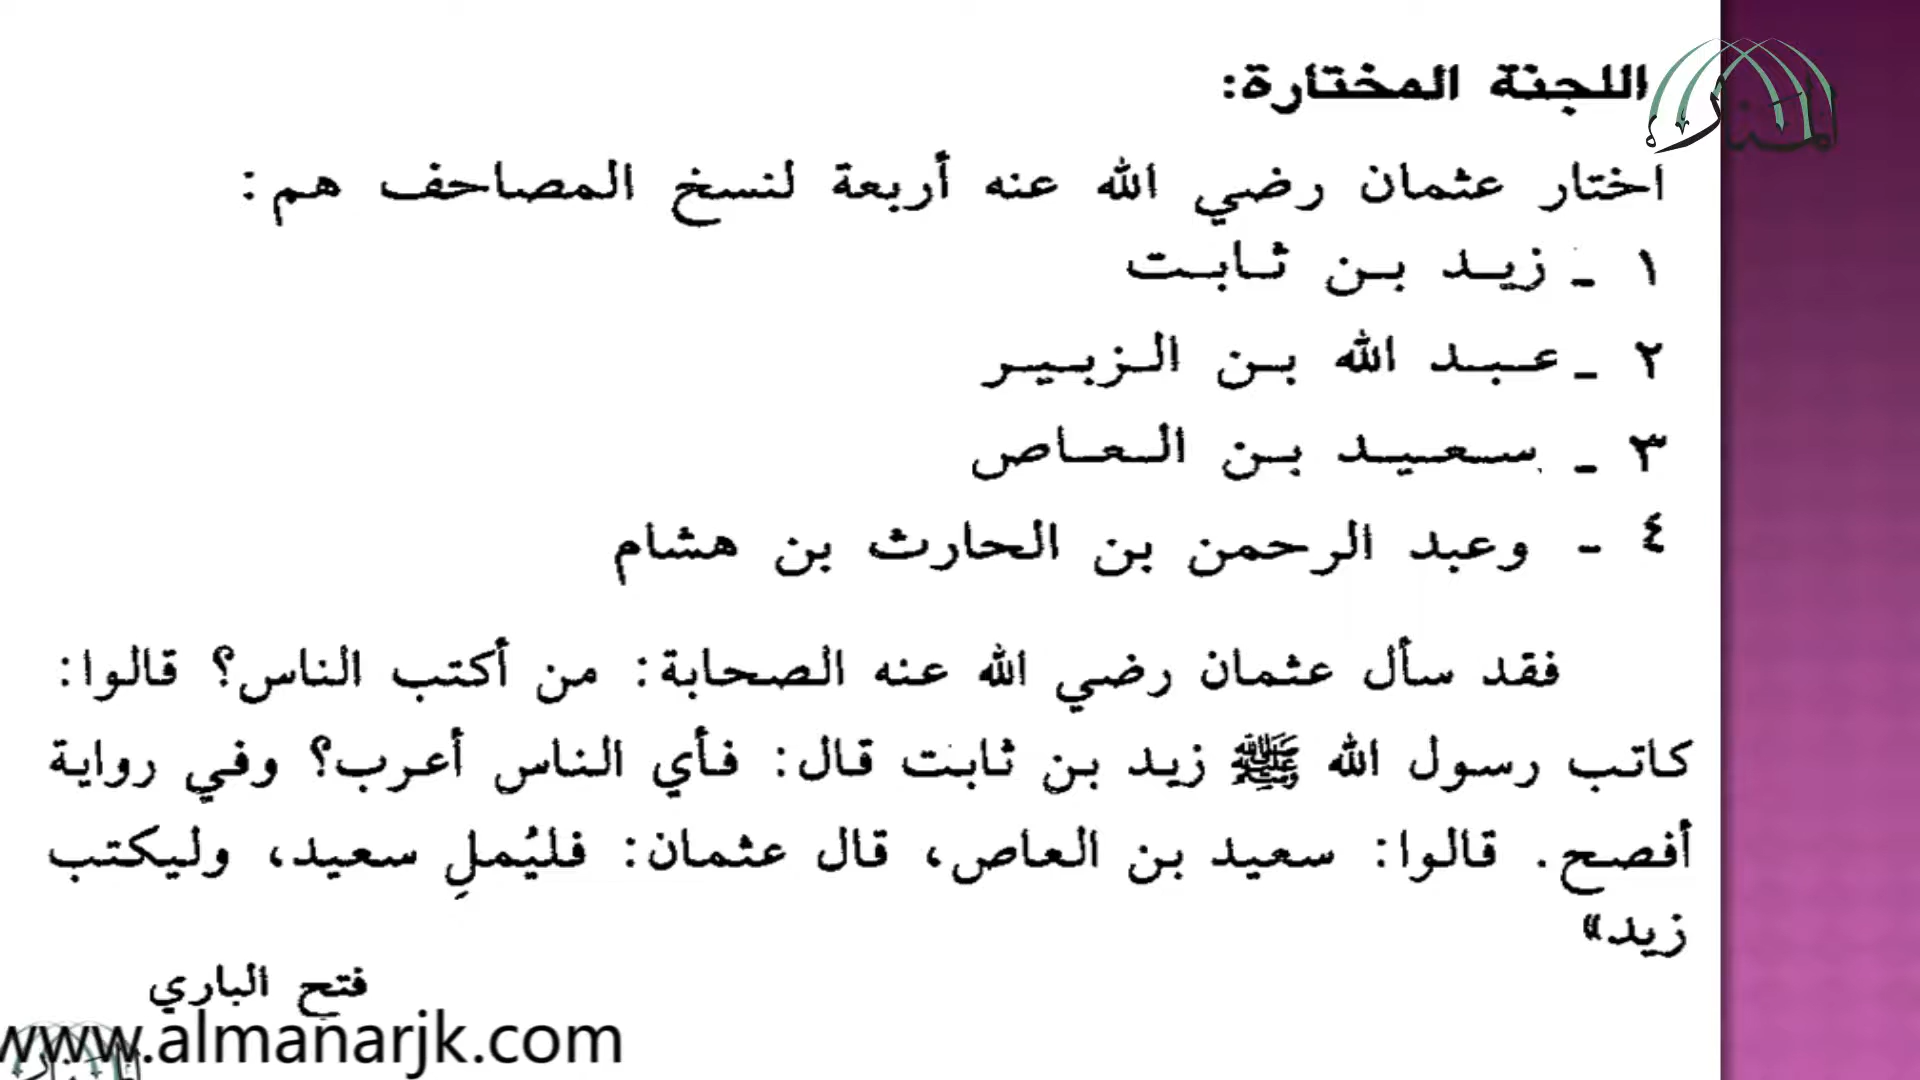 اللجنة المختارة:
المنار
اختار عثمان رضي الله عنه أربعة لنسخ المصاحف هم:
١ - زيد بن ثابت
٢ - عبد الله بن الزبير
٣ - سعيد بن العاص
٤ - وعبد الرحمن بن الحارث بن هشام
فقد سأل عثمان رضي الله عنه الصحابة: من أكتب الناس؟ قالوا:
كاتب رسول الله ﷺ زيد بن ثابت قال: فأي الناس أعرب؟ وفي رواية
أفصح. قالوا: سعيد بن العاص، قال عثمان: فليُملِ سعيد، وليكتب
زيد»
فتح الباري
www.almanarjk.com